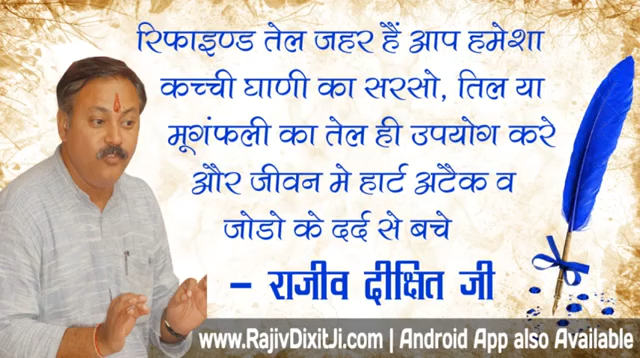 रिफाइण्ड तेल जहर हैं आप हमेशा
कच्ची घाणी का सरसो, तिल या
मूगंफली का तेल ही उपयोग करे
और जीवन मे हार्ट अटैक व
जोडो के दर्द से बचे
– राजीव दीक्षित जी
www.RajivDixitJi.com | Android App also Available